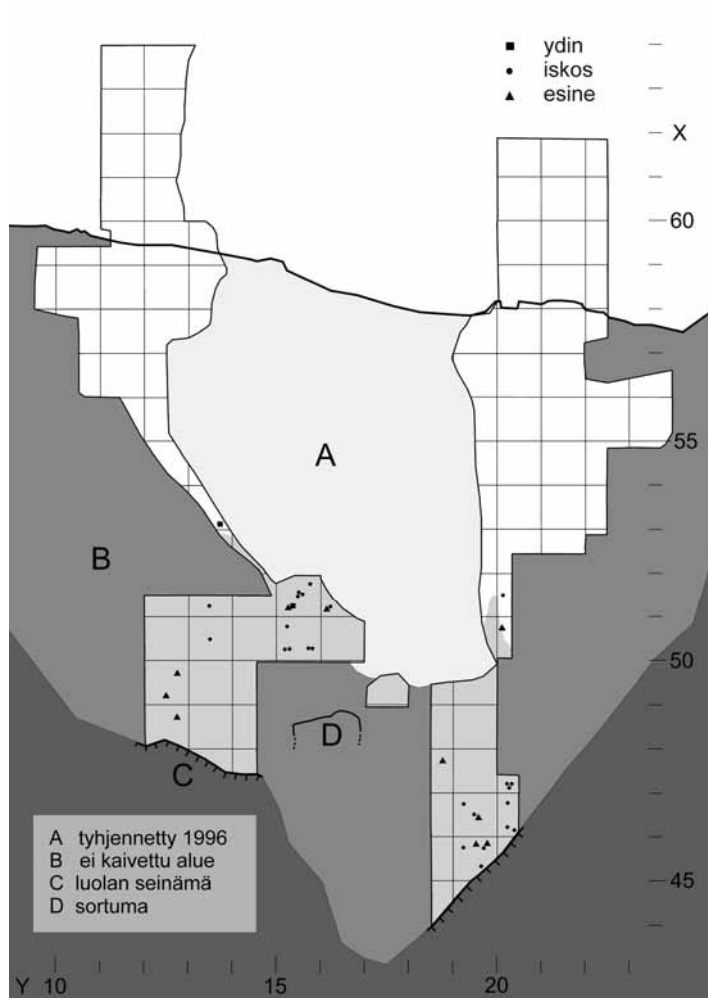 ydin
iskos
esine
X
60
A
55
B
50
D
C
A tyhjennetty 1996
B ei kaivettu alue
C luolan seinämä
D sortuma
45
Y 10 15 20